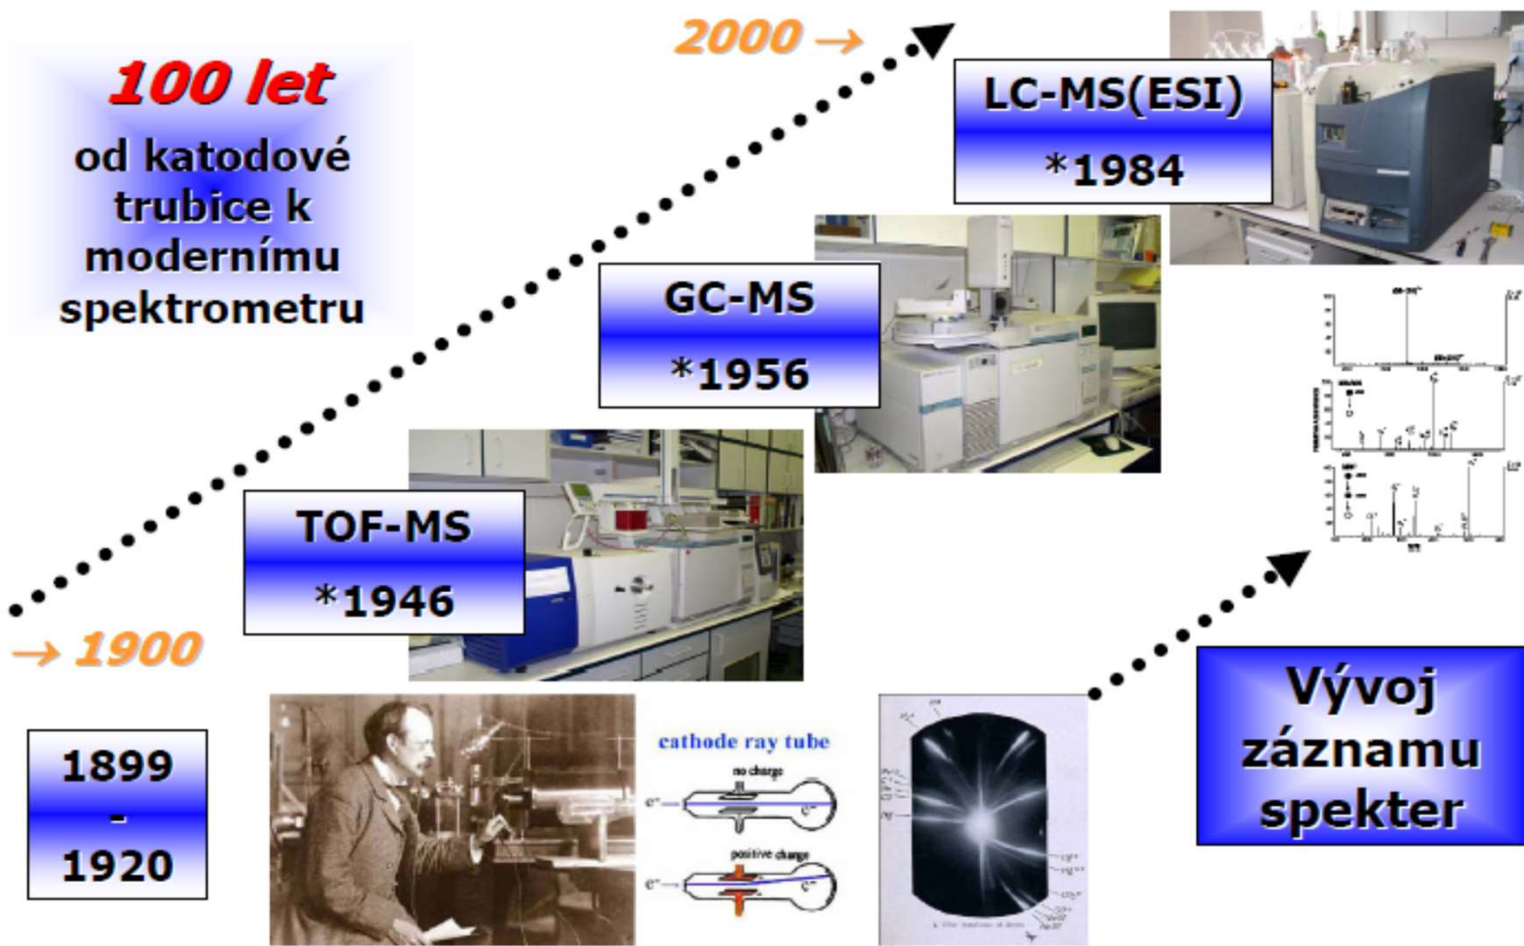 100 let
od katodové
trubice k
modernímu
spektrometru
2000 →
LC-MS(ESI)
*1984
GC-MS
*1956
TOF-MS
*1946
→ 1900
1899
-
1920
cathode ray tube
no charge
e⁻→
e⁻
positive charge
e⁻→
e⁻
Vývoj
záznamu
spekter